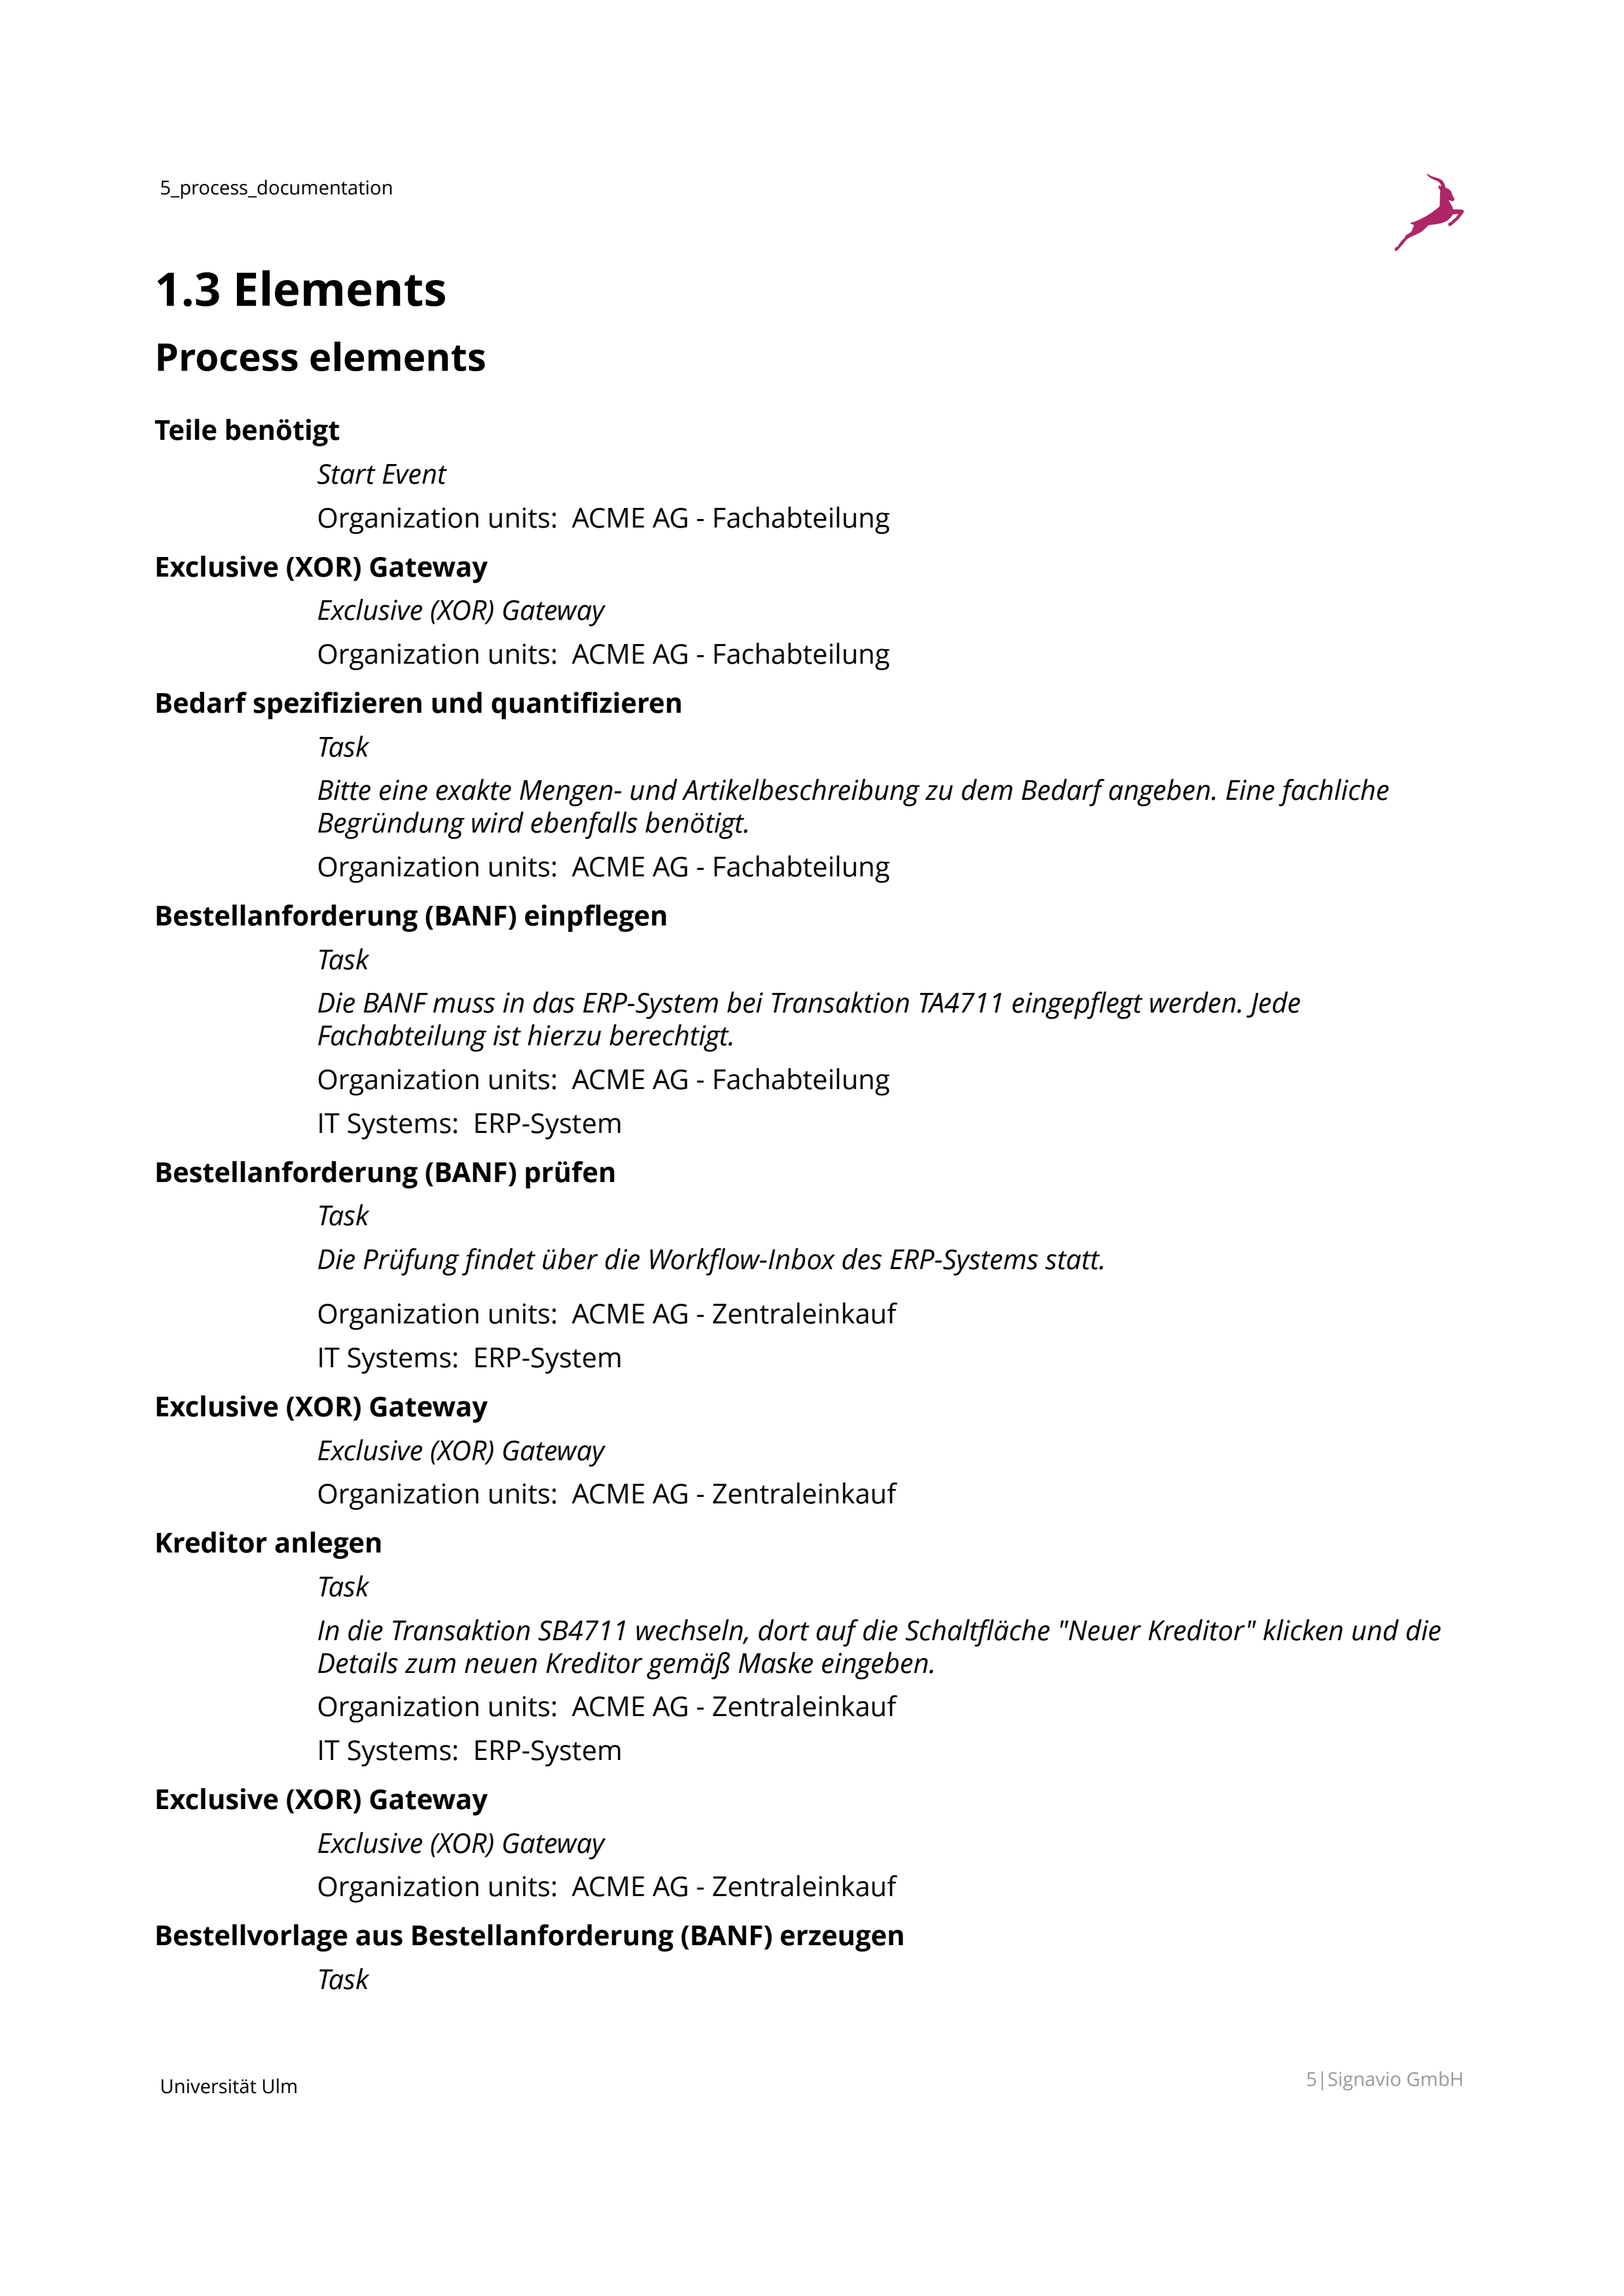 5_process_documentation
1.3 Elements
Process elements
Teile benötigt
Start Event
Organization units:  ACME AG - Fachabteilung
Exclusive (XOR) Gateway
Exclusive (XOR) Gateway
Organization units:  ACME AG - Fachabteilung
Bedarf spezifizieren und quantifizieren
Task
Bitte eine exakte Mengen- und Artikelbeschreibung zu dem Bedarf angeben. Eine fachliche
Begründung wird ebenfalls benötigt.
Organization units:  ACME AG - Fachabteilung
Bestellanforderung (BANF) einpflegen
Task
Die BANF muss in das ERP-System bei Transaktion TA4711 eingepflegt werden. Jede
Fachabteilung ist hierzu berechtigt.
Organization units:  ACME AG - Fachabteilung
IT Systems:  ERP-System
Bestellanforderung (BANF) prüfen
Task
Die Prüfung findet über die Workflow-Inbox des ERP-Systems statt.
Organization units:  ACME AG - Zentraleinkauf
IT Systems:  ERP-System
Exclusive (XOR) Gateway
Exclusive (XOR) Gateway
Organization units:  ACME AG - Zentraleinkauf
Kreditor anlegen
Task
In die Transaktion SB4711 wechseln, dort auf die Schaltfläche "Neuer Kreditor" klicken und die
Details zum neuen Kreditor gemäß Maske eingeben.
Organization units:  ACME AG - Zentraleinkauf
IT Systems:  ERP-System
Exclusive (XOR) Gateway
Exclusive (XOR) Gateway
Organization units:  ACME AG - Zentraleinkauf
Bestellvorlage aus Bestellanforderung (BANF) erzeugen
Task
Universität Ulm
5|Signavio GmbH